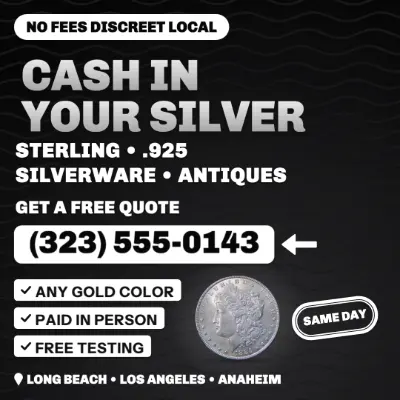 NO FEES DISCREET LOCAL
CASH IN
YOUR SILVER
STERLING • .925
SILVERWARE • ANTIQUES
GET A FREE QUOTE
(323) 555-0143
ANY GOLD COLOR
PAID IN PERSON
FREE TESTING
SAME DAY
LONG BEACH • LOS ANGELES • ANAHEIM